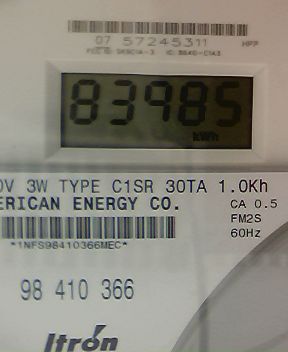 07 57245311 HPP
83985
kWh
0V 3W TYPE C1SR 30TA 1.0Kh
ERICAN ENERGY CO. CA 0.5
FM2S
*1NFS98410366MEC* 60Hz
98 410 366
Itron